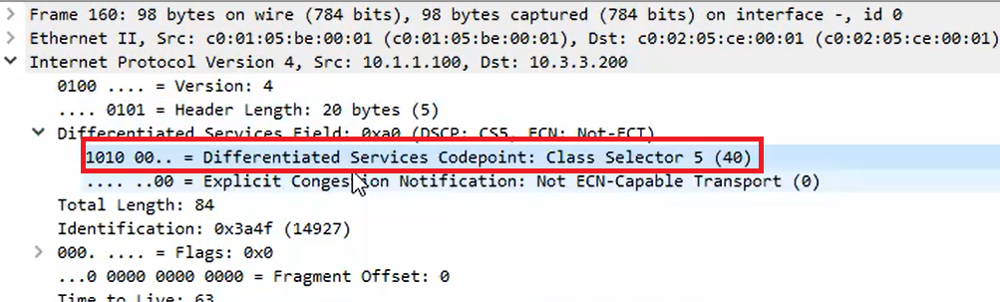 Frame 160: 98 bytes on wire (784 bits), 98 bytes captured (784 bits) on interface -, id 0
Ethernet II, Src: c0:01:05:be:00:01 (c0:01:05:be:00:01), Dst: c0:02:05:ce:00:01 (c0:02:05:ce:00:01)
Internet Protocol Version 4, Src: 10.1.1.100, Dst: 10.3.3.200
0100 .... = Version: 4
.... 0101 = Header Length: 20 bytes (5)
Differentiated Services Field: 0xa0 (DSCP: CS5, ECN: Not-ECT)
1010 00.. = Differentiated Services Codepoint: Class Selector 5 (40)
.... ..00 = Explicit Congestion Notification: Not ECN-Capable Transport (0)
Total Length: 84
Identification: 0x3a4f (14927)
000. .... = Flags: 0x0
...0 0000 0000 0000 = Fragment Offset: 0
Time to Live: 63